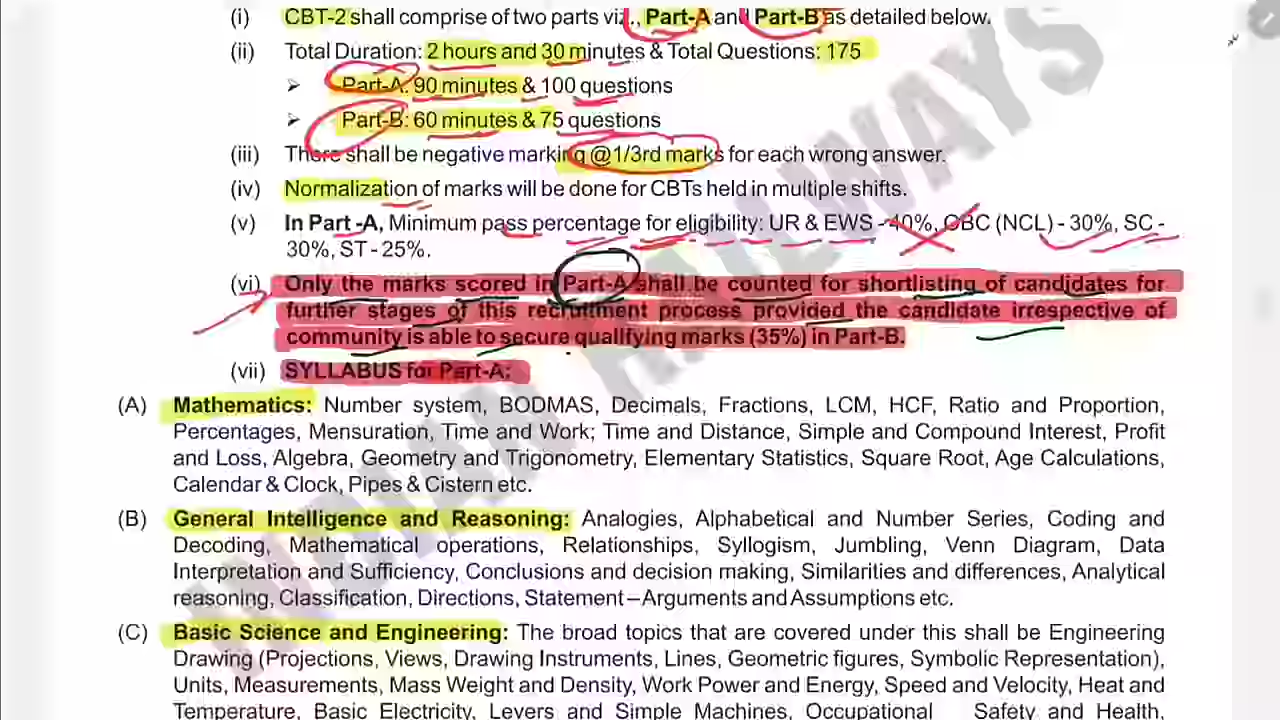 (i) CBT-2 shall comprise of two parts viz., Part-A and Part-B as detailed below.
(ii) Total Duration: 2 hours and 30 minutes & Total Questions: 175
➢ Part-A: 90 minutes & 100 questions
➢ Part-B: 60 minutes & 75 questions
(iii) There shall be negative marking @1/3rd marks for each wrong answer.
(iv) Normalization of marks will be done for CBTs held in multiple shifts.
(v) In Part -A, Minimum pass percentage for eligibility: UR & EWS - 40%, OBC (NCL) - 30%, SC -
30%, ST - 25%.
(vi) Only the marks scored in Part-A shall be counted for shortlisting of candidates for
further stages of this recruitment process provided the candidate irrespective of
community is able to secure qualifying marks (35%) in Part-B.
(vii) SYLLABUS for Part-A:
(A) Mathematics: Number system, BODMAS, Decimals, Fractions, LCM, HCF, Ratio and Proportion,
Percentages, Mensuration, Time and Work; Time and Distance, Simple and Compound Interest, Profit
and Loss, Algebra, Geometry and Trigonometry, Elementary Statistics, Square Root, Age Calculations,
Calendar & Clock, Pipes & Cistern etc.
(B) General Intelligence and Reasoning: Analogies, Alphabetical and Number Series, Coding and
Decoding, Mathematical operations, Relationships, Syllogism, Jumbling, Venn Diagram, Data
Interpretation and Sufficiency, Conclusions and decision making, Similarities and differences, Analytical
reasoning, Classification, Directions, Statement – Arguments and Assumptions etc.
(C) Basic Science and Engineering: The broad topics that are covered under this shall be Engineering
Drawing (Projections, Views, Drawing Instruments, Lines, Geometric figures, Symbolic Representation),
Units, Measurements, Mass Weight and Density, Work Power and Energy, Speed and Velocity, Heat and
Temperature, Basic Electricity, Levers and Simple Machines, Occupational Safety and Health,
INDIAN RAILWAYS